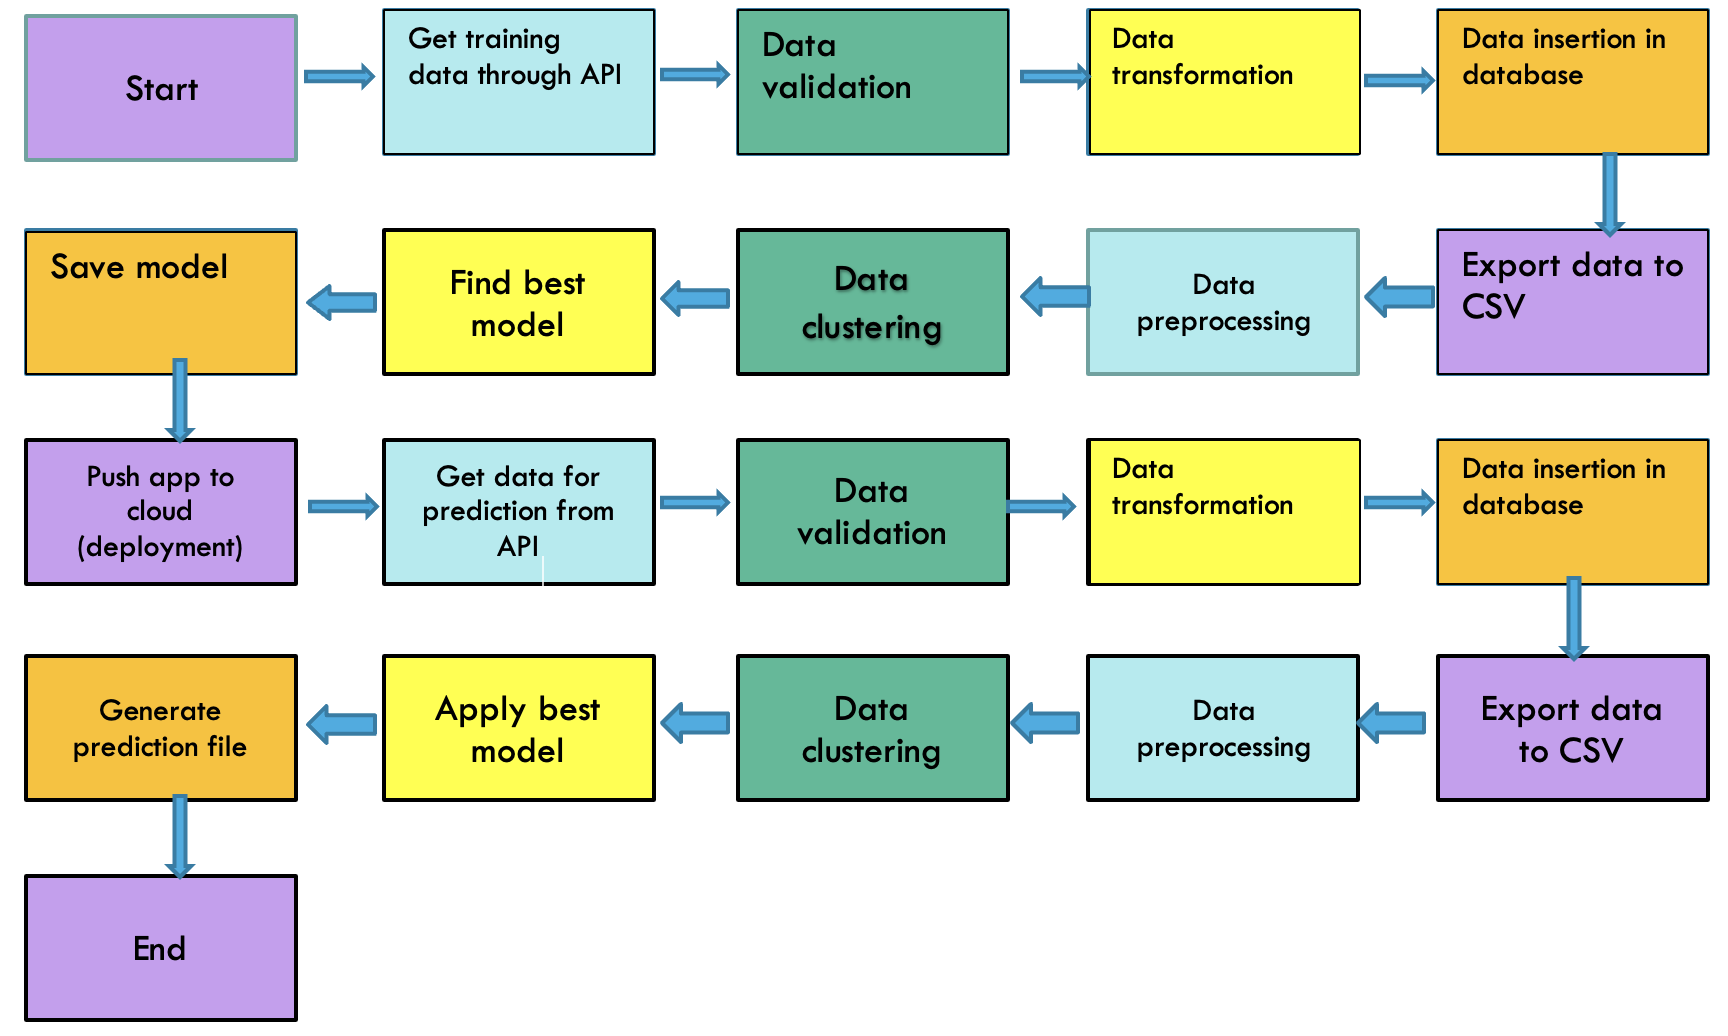 Start
Get training
data through API
Data
validation
Data
transformation
Data insertion in
database
Save model
Find best
model
Data
clustering
Data
preprocessing
Export data to
CSV
Push app to
cloud
(deployment)
Get data for
prediction from
API
Data
validation
Data
transformation
Data insertion in
database
Generate
prediction file
Apply best
model
Data
clustering
Data
preprocessing
Export data
to CSV
End